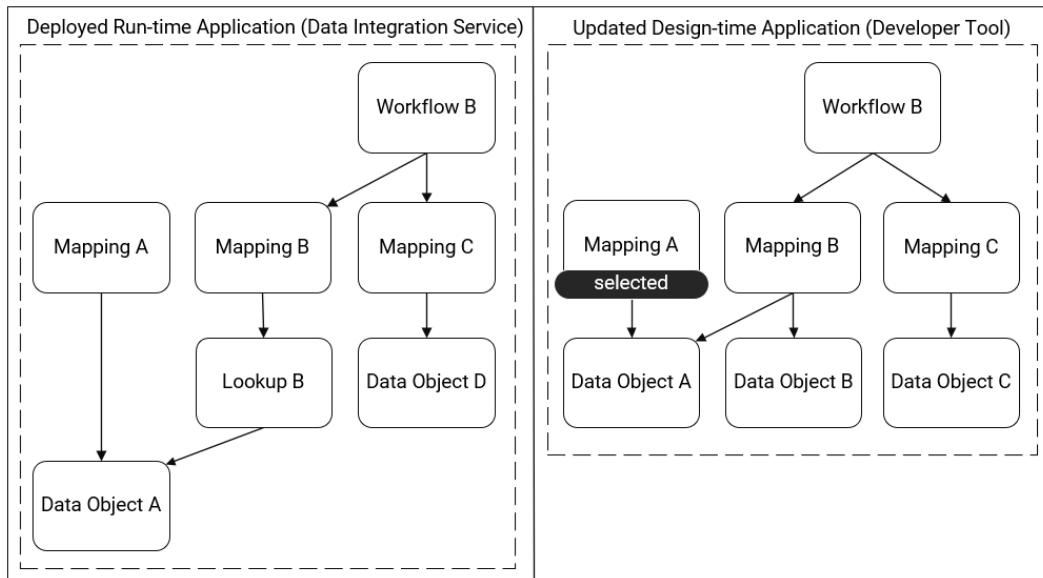 Deployed Run-time Application (Data Integration Service)
Workflow B
Mapping A
Mapping B
Mapping C
Lookup B
Data Object D
Data Object A
Updated Design-time Application (Developer Tool)
Workflow B
Mapping A
selected
Mapping B
Mapping C
Data Object A
Data Object B
Data Object C